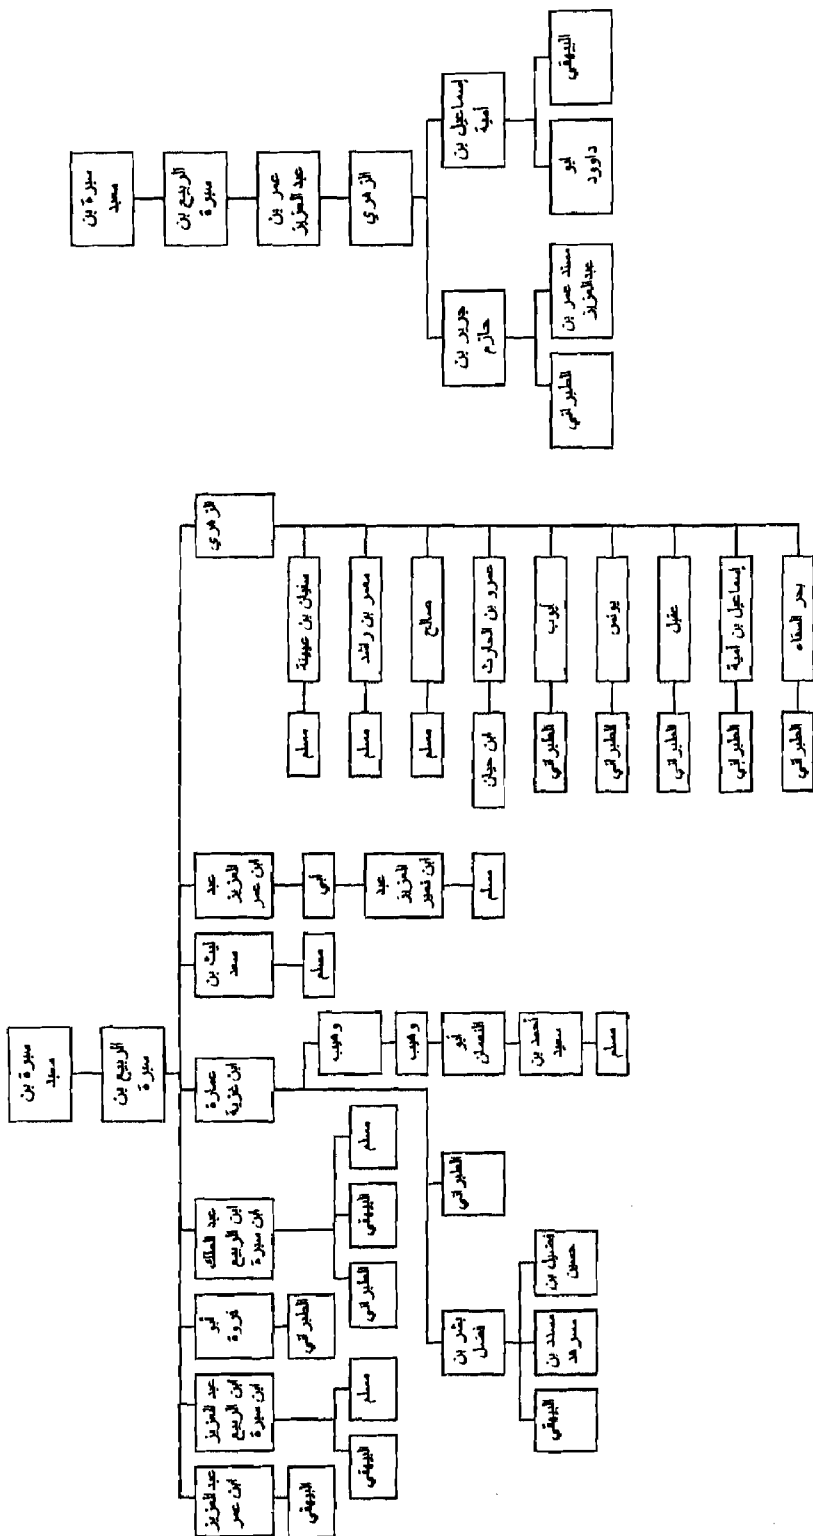 سبرة بن
معبد
الربيع بن
سبرة
عمر بن
عبد العزيز
الزهري
إسماعيل بن
أمية
جرير بن
حازم
البيهقي
أبو
داوود
مسند عمر بن
عبدالعزيز
الطبراني
سبرة بن
معبد
الربيع بن
سبرة
الزهري
سفيان بن عيينة
مسلم
معمر بن راشد
مسلم
صالح
مسلم
عمرو بن الحارث
ابن حبان
أيوب
الطبراني
يونس
الطبراني
عقيل
الطبراني
إسماعيل بن أمية
الطبراني
بحر السقاء
الطبراني
عبد
العزيز
ابن عمر
أبي
عبد
العزيز
ابن نمير
مسلم
ليث بن
سعد
مسلم
عمارة
ابن غزية
وهيب
وهيب
أبو
النعمان
أحمد بن
سعيد
مسلم
الطبراني
بشر بن
فضل
فضيل بن
حسين
مسدد بن
مسرهد
البيهقي
عبد الملك
ابن الربيع
ابن سبرة
مسلم
البيهقي
الطبراني
أبو
فروة
الطبراني
عبد العزيز
ابن الربيع
ابن سبرة
مسلم
البيهقي
عبدالعزيز
ابن عمر
البيهقي